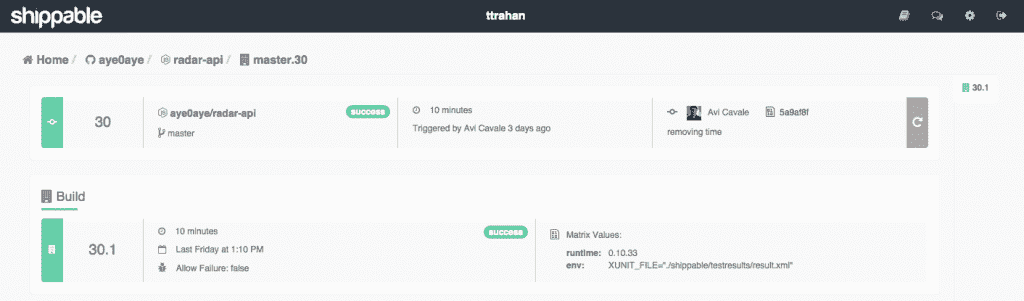 shippable
ttrahan
Home / aye0aye / radar-api / master.30
30.1
30
aye0aye/radar-api
success
master
10 minutes
Triggered by Avi Cavale 3 days ago
Avi Cavale
5a9af8f
removing time
Build
30.1
10 minutes
success
Last Friday at 1:10 PM
Allow Failure: false
Matrix Values:
runtime: 0.10.33
env: XUNIT_FILE="./shippable/testresults/result.xml"